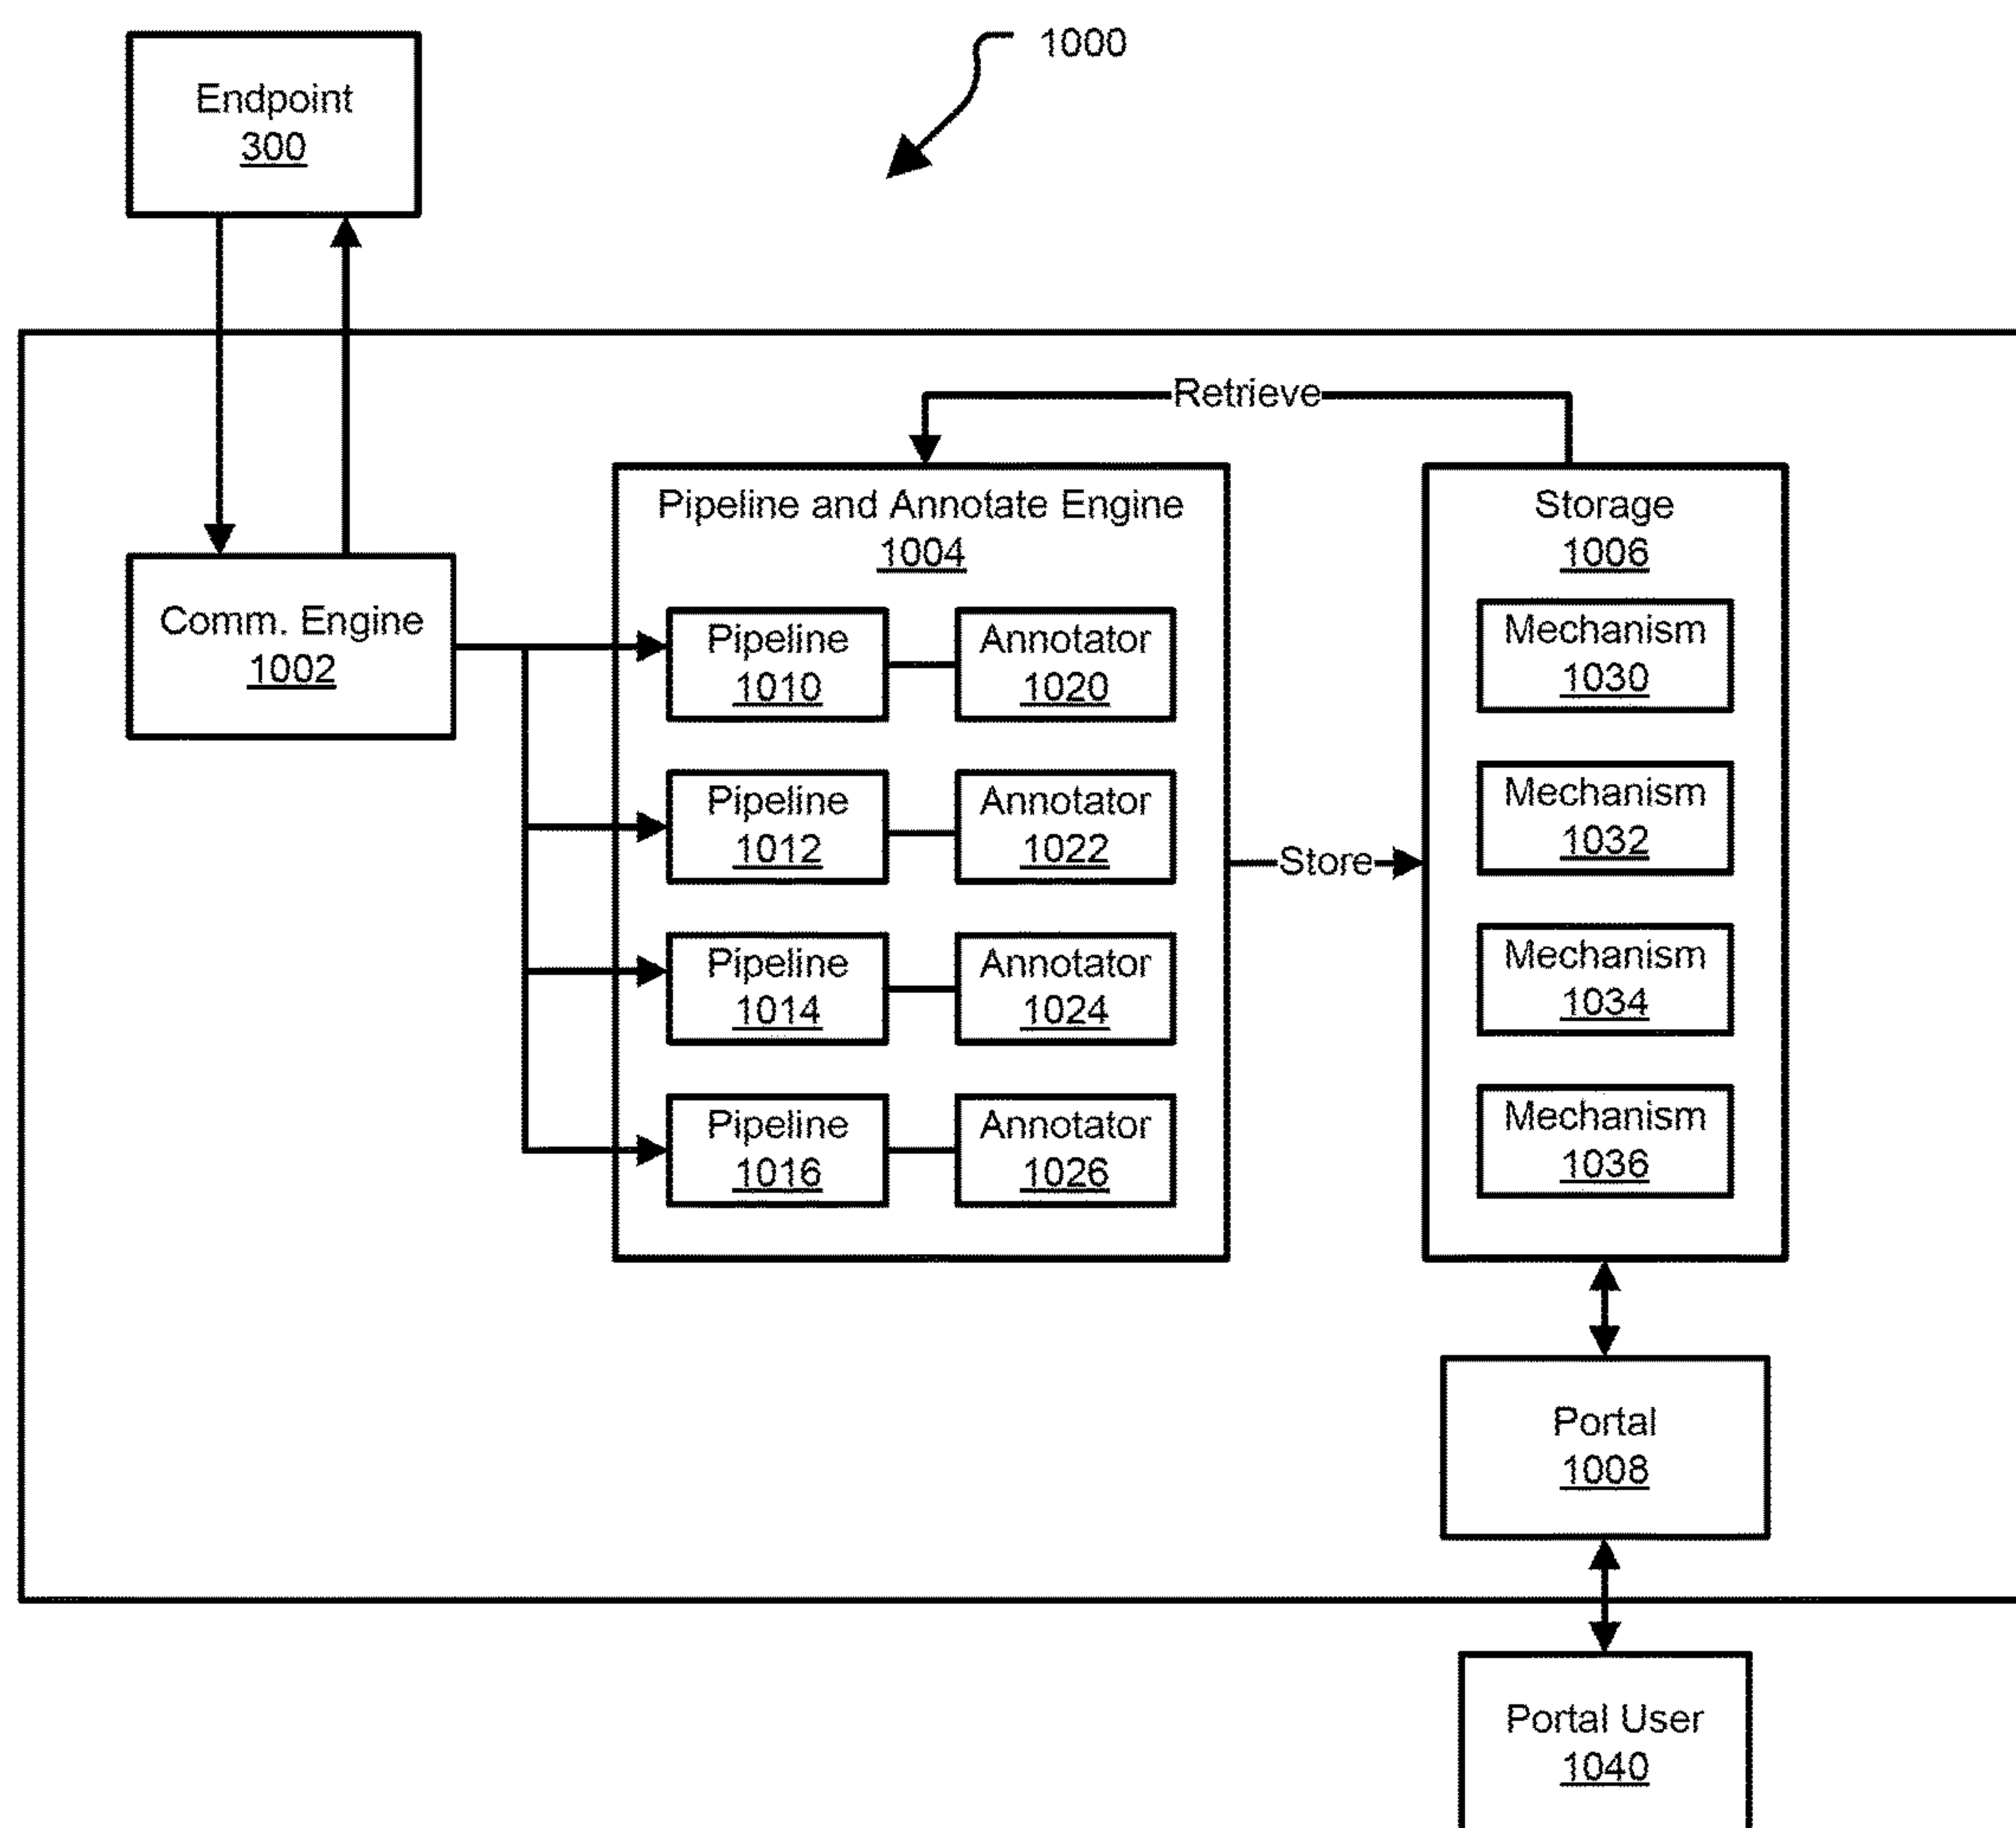 1000
Endpoint
300
Retrieve
Pipeline and Annotate Engine
1004
Storage
1006
Comm. Engine
1002
Pipeline
1010
Annotator
1020
Mechanism
1030
Pipeline
1012
Annotator
1022
Mechanism
1032
Store
Pipeline
1014
Annotator
1024
Mechanism
1034
Pipeline
1016
Annotator
1026
Mechanism
1036
Portal
1008
Portal User
1040